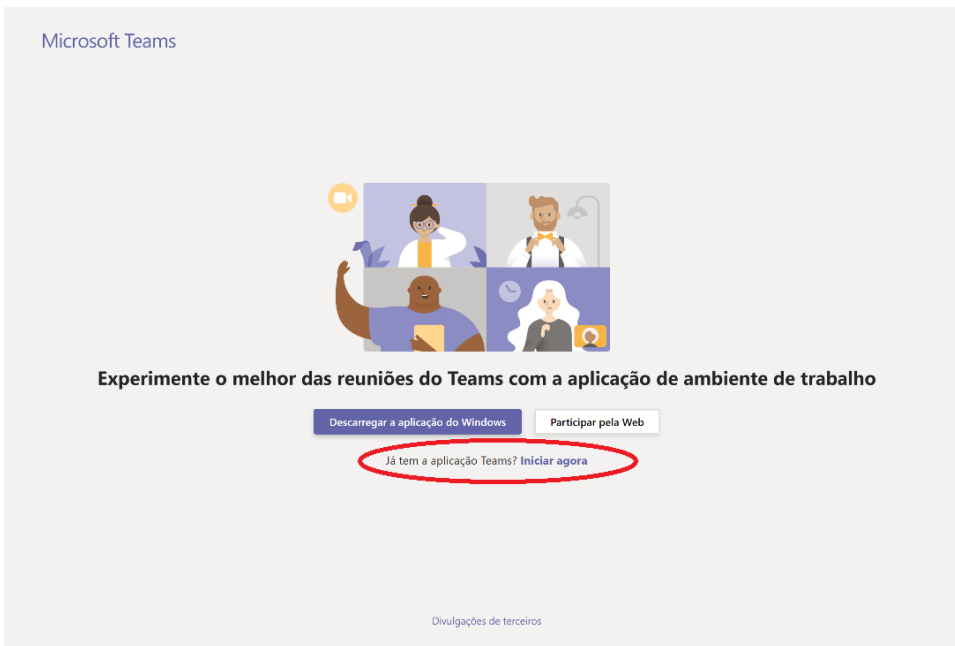 Microsoft Teams
Experimente o melhor das reuniões do Teams com a aplicação de ambiente de trabalho
Descarregar a aplicação do Windows
Participar pela Web
Já tem a aplicação Teams? Iniciar agora
Divulgações de terceiros